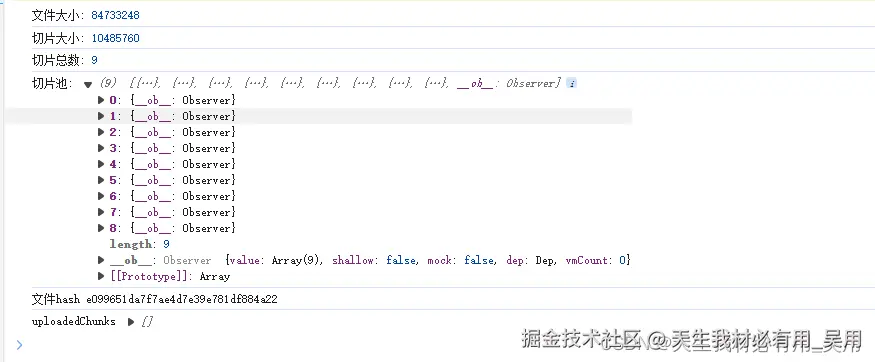 文件大小: 84733248
切片大小: 10485760
切片总数: 9
切片池: ▼ (9) [{…}, {…}, {…}, {…}, {…}, {…}, {…}, {…}, {…}, __ob__: Observer] i
▶ 0: {__ob__: Observer}
▶ 1: {__ob__: Observer}
▶ 2: {__ob__: Observer}
▶ 3: {__ob__: Observer}
▶ 4: {__ob__: Observer}
▶ 5: {__ob__: Observer}
▶ 6: {__ob__: Observer}
▶ 7: {__ob__: Observer}
▶ 8: {__ob__: Observer}
length: 9
▶ __ob__: Observer {value: Array(9), shallow: false, mock: false, dep: Dep, vmCount: 0}
▶ [[Prototype]]: Array
文件hash e099651da7f7ae4d7e39e781df884a22
uploadedChunks ▶ []
掘金技术社区 @天生我材必有用_吴用
>